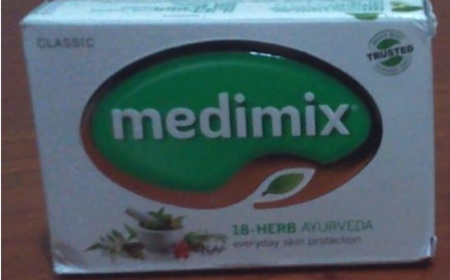 CLASSIC
TRUSTED
medimix
18-HERB AYURVEDA
everyday skin protection